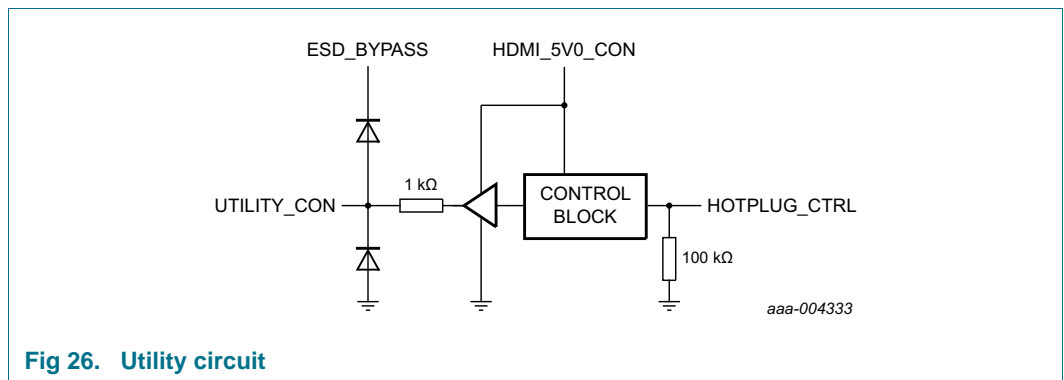 ESD_BYPASS
HDMI_5V0_CON
1 kΩ
UTILITY_CON
CONTROL
BLOCK
HOTPLUG_CTRL
100 kΩ
aaa-004333
Fig 26. Utility circuit